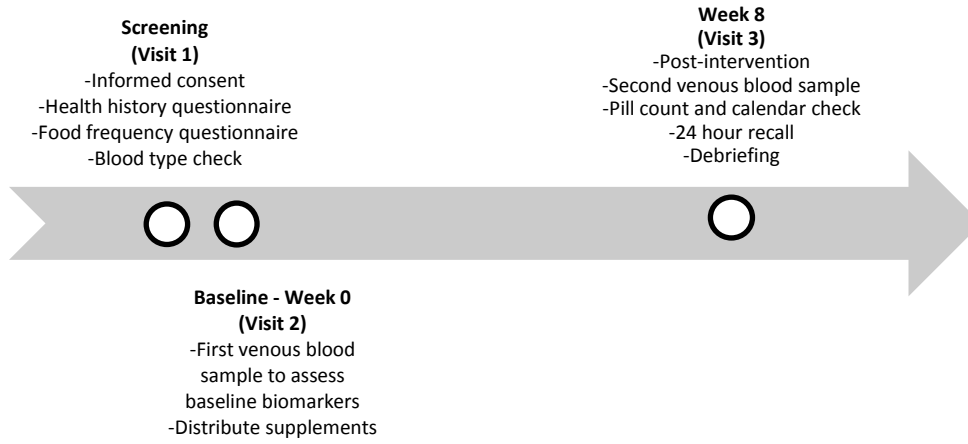 Screening
(Visit 1)
-Informed consent
-Health history questionnaire
-Food frequency questionnaire
-Blood type check
Week 8
(Visit 3)
-Post-intervention
-Second venous blood sample
-Pill count and calendar check
-24 hour recall
-Debriefing
Baseline - Week 0
(Visit 2)
-First venous blood
sample to assess
baseline biomarkers
-Distribute supplements